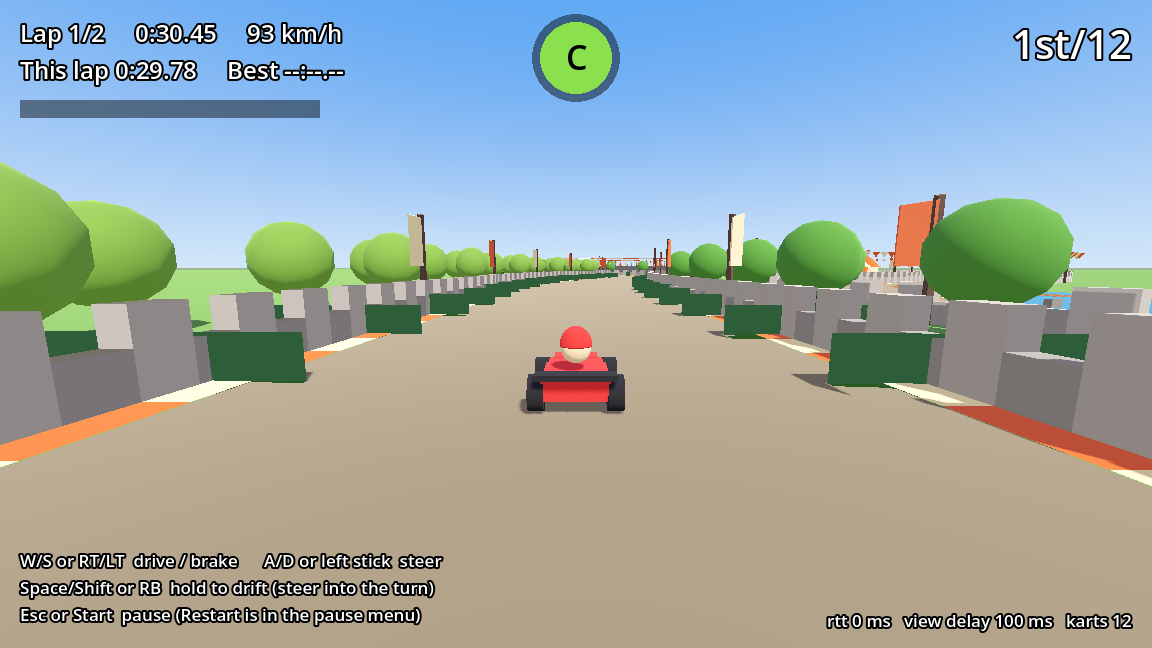 Lap 1/2 0:30.45 93 km/h
This lap 0:29.78 Best --:--.--
C
1st/12
W/S or RT/LT drive / brake A/D or left stick steer
Space/Shift or RB hold to drift (steer into the turn)
Esc or Start pause (Restart is in the pause menu)
rtt 0 ms view delay 100 ms karts 12